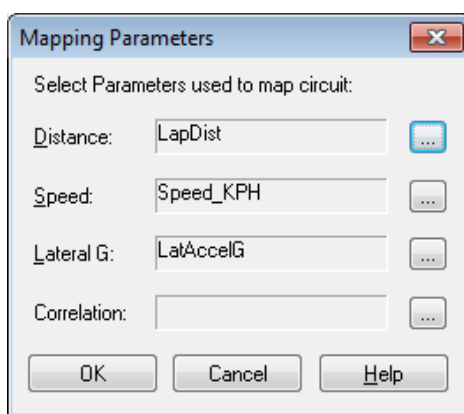 Mapping Parameters
Select Parameters used to map circuit:
Distance: LapDist ...
Speed: Speed_KPH ...
Lateral G: LatAccelG ...
Correlation: ...
OK Cancel Help